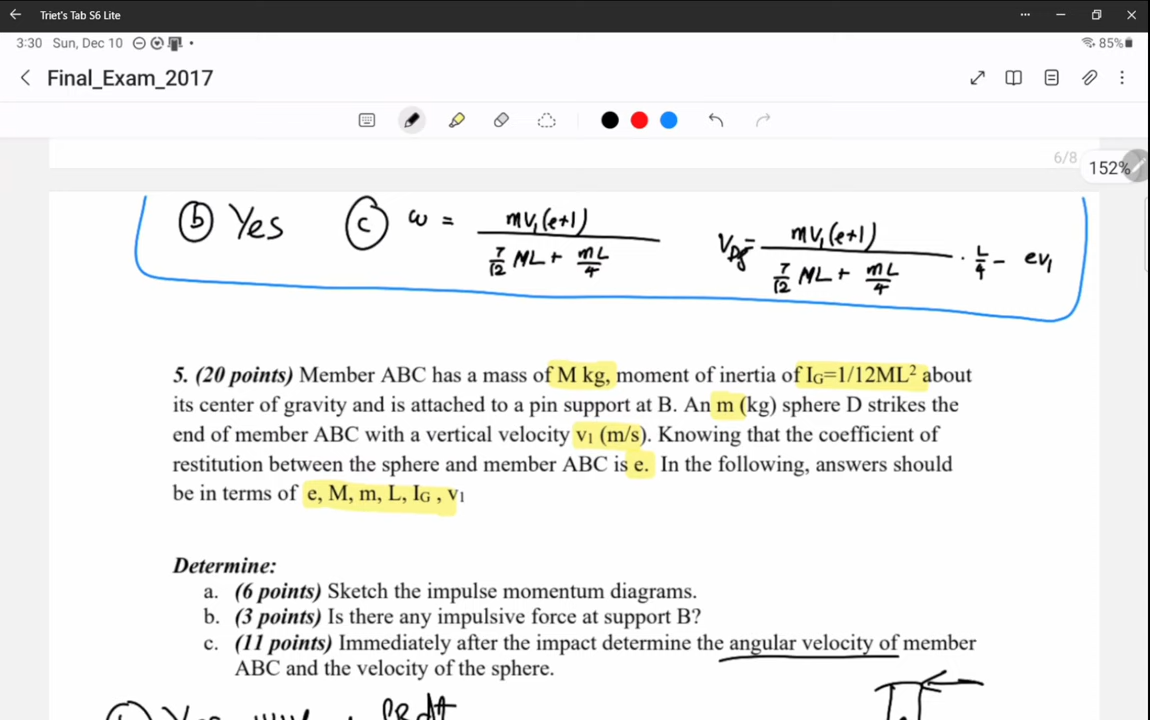 Triet's Tab S6 Lite
3:30 Sun, Dec 10
85%
Final_Exam_2017
6/8
152%
ⓑ Yes ⓒ ω = mv₁(e+1) / (7/12 ML + mL/4) = mv₁(e+1) / (7/12 ML + mL/4) · L/4 - ev₁
5. (20 points) Member ABC has a mass of M kg, moment of inertia of IG=1/12ML² about
its center of gravity and is attached to a pin support at B. An m (kg) sphere D strikes the
end of member ABC with a vertical velocity v₁ (m/s). Knowing that the coefficient of
restitution between the sphere and member ABC is e. In the following, answers should
be in terms of e, M, m, L, IG , v₁
Determine:
a. (6 points) Sketch the impulse momentum diagrams.
b. (3 points) Is there any impulsive force at support B?
c. (11 points) Immediately after the impact determine the angular velocity of member
ABC and the velocity of the sphere.